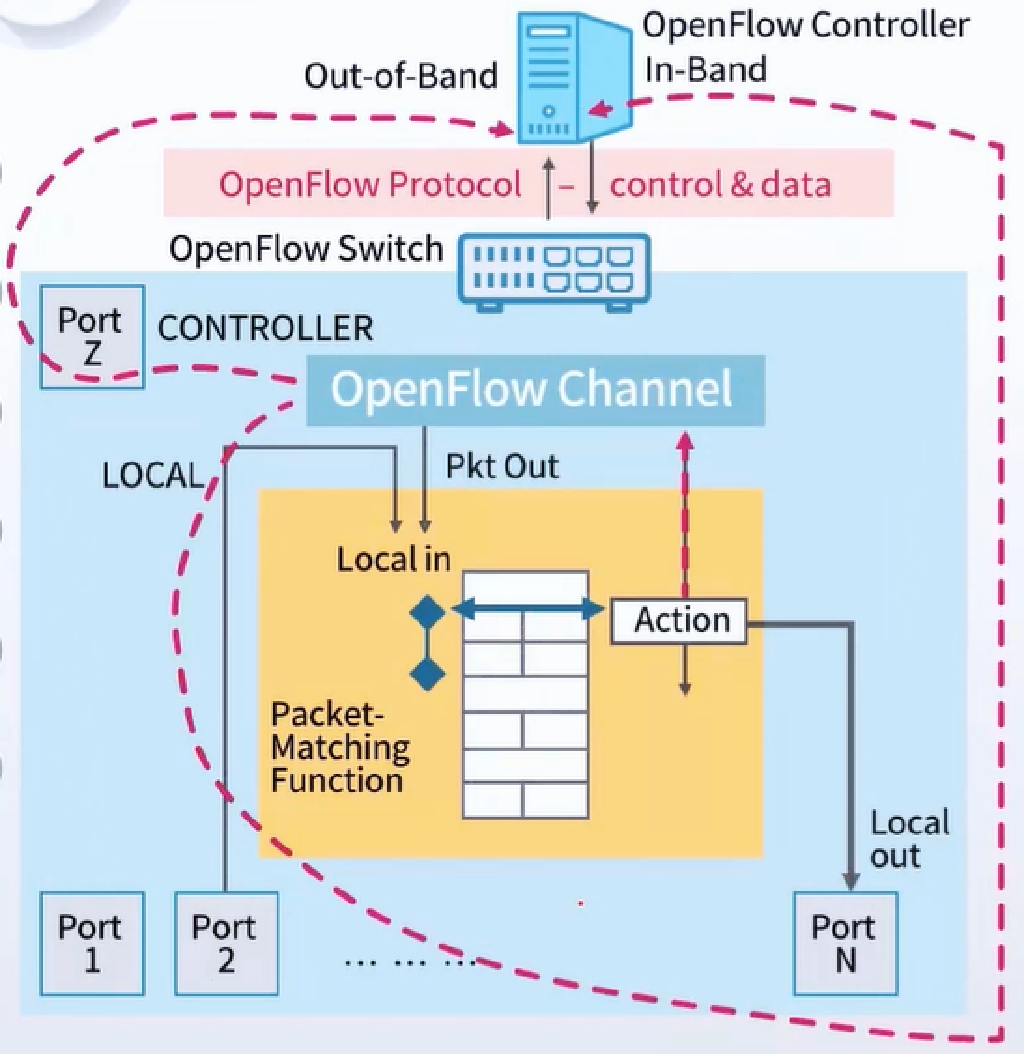 OpenFlow Controller
Out-of-Band
In-Band
OpenFlow Protocol – control & data
OpenFlow Switch
Port
Z
CONTROLLER
OpenFlow Channel
LOCAL
Pkt Out
Local in
Action
Packet-
Matching
Function
Local
out
Port
1
Port
2
... ... ...
Port
N